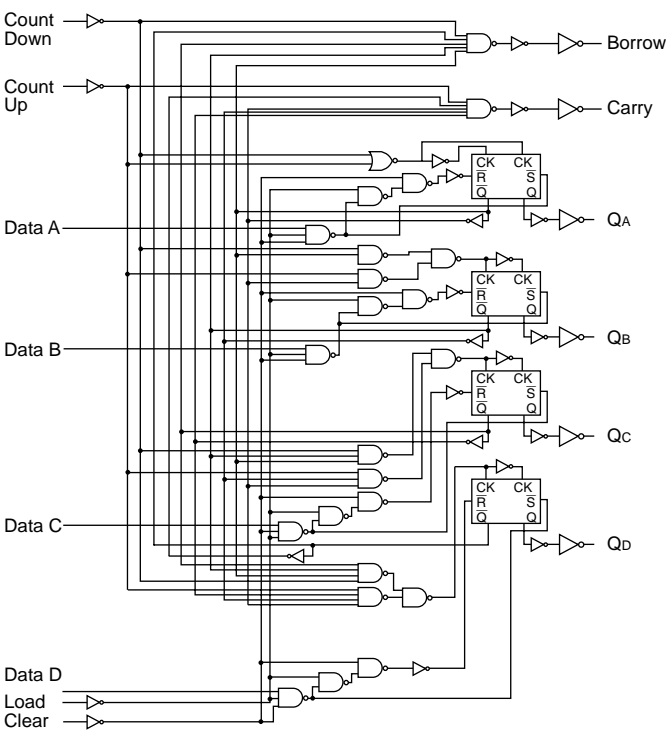 Count
Down
Borrow
Count
Up
Carry
CK CK
R S
Q Q
Data A
QA
CK CK
R S
Q Q
Data B
QB
CK CK
R S
Q Q
QC
CK CK
R S
Q Q
Data C
QD
Data D
Load
Clear